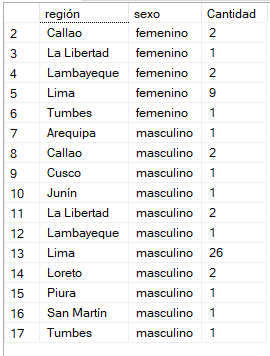 región sexo Cantidad
2 Callao femenino 2
3 La Libertad femenino 1
4 Lambayeque femenino 2
5 Lima femenino 9
6 Tumbes femenino 1
7 Arequipa masculino 1
8 Callao masculino 2
9 Cusco masculino 1
10 Junín masculino 1
11 La Libertad masculino 2
12 Lambayeque masculino 1
13 Lima masculino 26
14 Loreto masculino 2
15 Piura masculino 1
16 San Martín masculino 1
17 Tumbes masculino 1